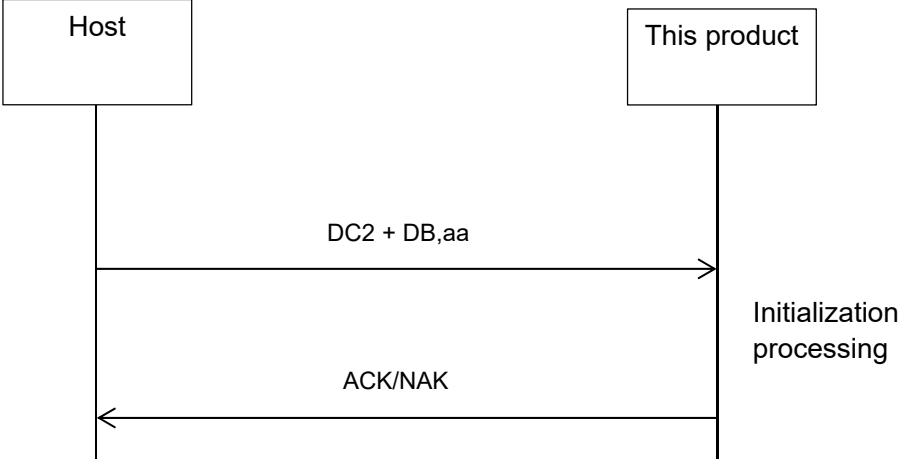 Host
This product
DC2 + DB,aa
Initialization
processing
ACK/NAK